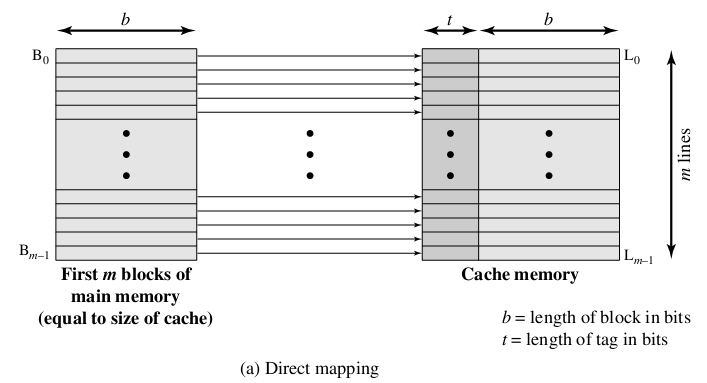 b
t
b
B0
L0
m lines
Bm–1
Lm–1
First m blocks of
main memory
(equal to size of cache)
Cache memory
b = length of block in bits
t = length of tag in bits
(a) Direct mapping